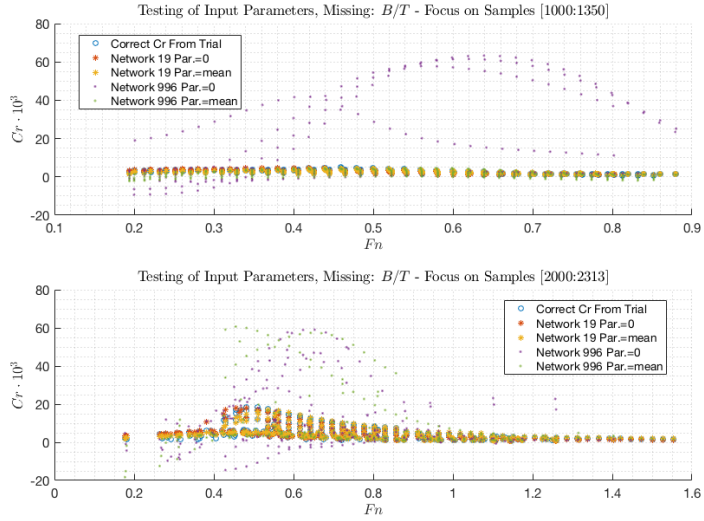 Testing of Input Parameters, Missing: B/T - Focus on Samples [1000:1350]
80
60
40
20
0
-20
Cr · 10³
Correct Cr From Trial
Network 19 Par.=0
Network 19 Par.=mean
Network 996 Par.=0
Network 996 Par.=mean
0.1 0.2 0.3 0.4 0.5 0.6 0.7 0.8 0.9
Fn
Testing of Input Parameters, Missing: B/T - Focus on Samples [2000:2313]
80
60
40
20
0
-20
Cr · 10³
Correct Cr From Trial
Network 19 Par.=0
Network 19 Par.=mean
Network 996 Par.=0
Network 996 Par.=mean
0 0.2 0.4 0.6 0.8 1 1.2 1.4 1.6
Fn